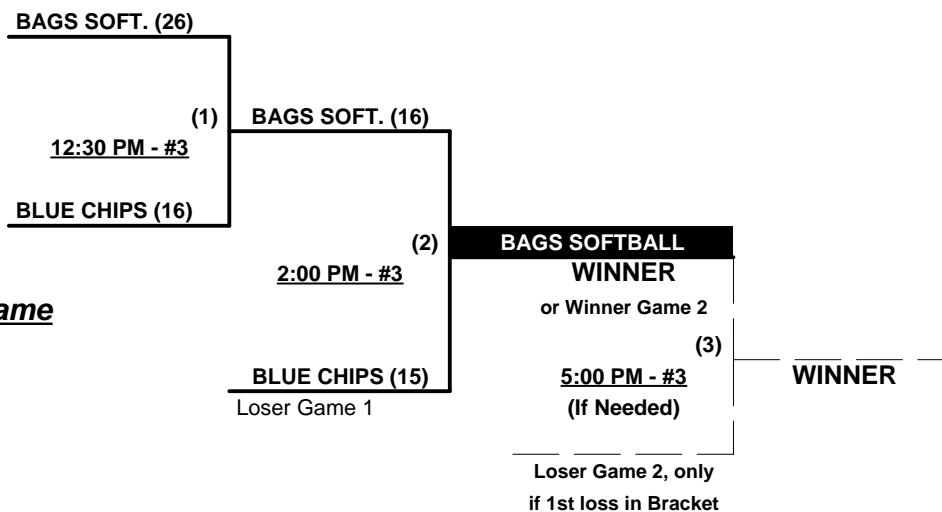 BAGS SOFT. (26)
(1)
BAGS SOFT. (16)
12:30 PM - #3
BLUE CHIPS (16)
(2)
BAGS SOFTBALL
2:00 PM - #3
WINNER
or Winner Game 2
ame
(3)
BLUE CHIPS (15)
5:00 PM - #3
WINNER
Loser Game 1
(If Needed)
Loser Game 2, only
if 1st loss in Bracket